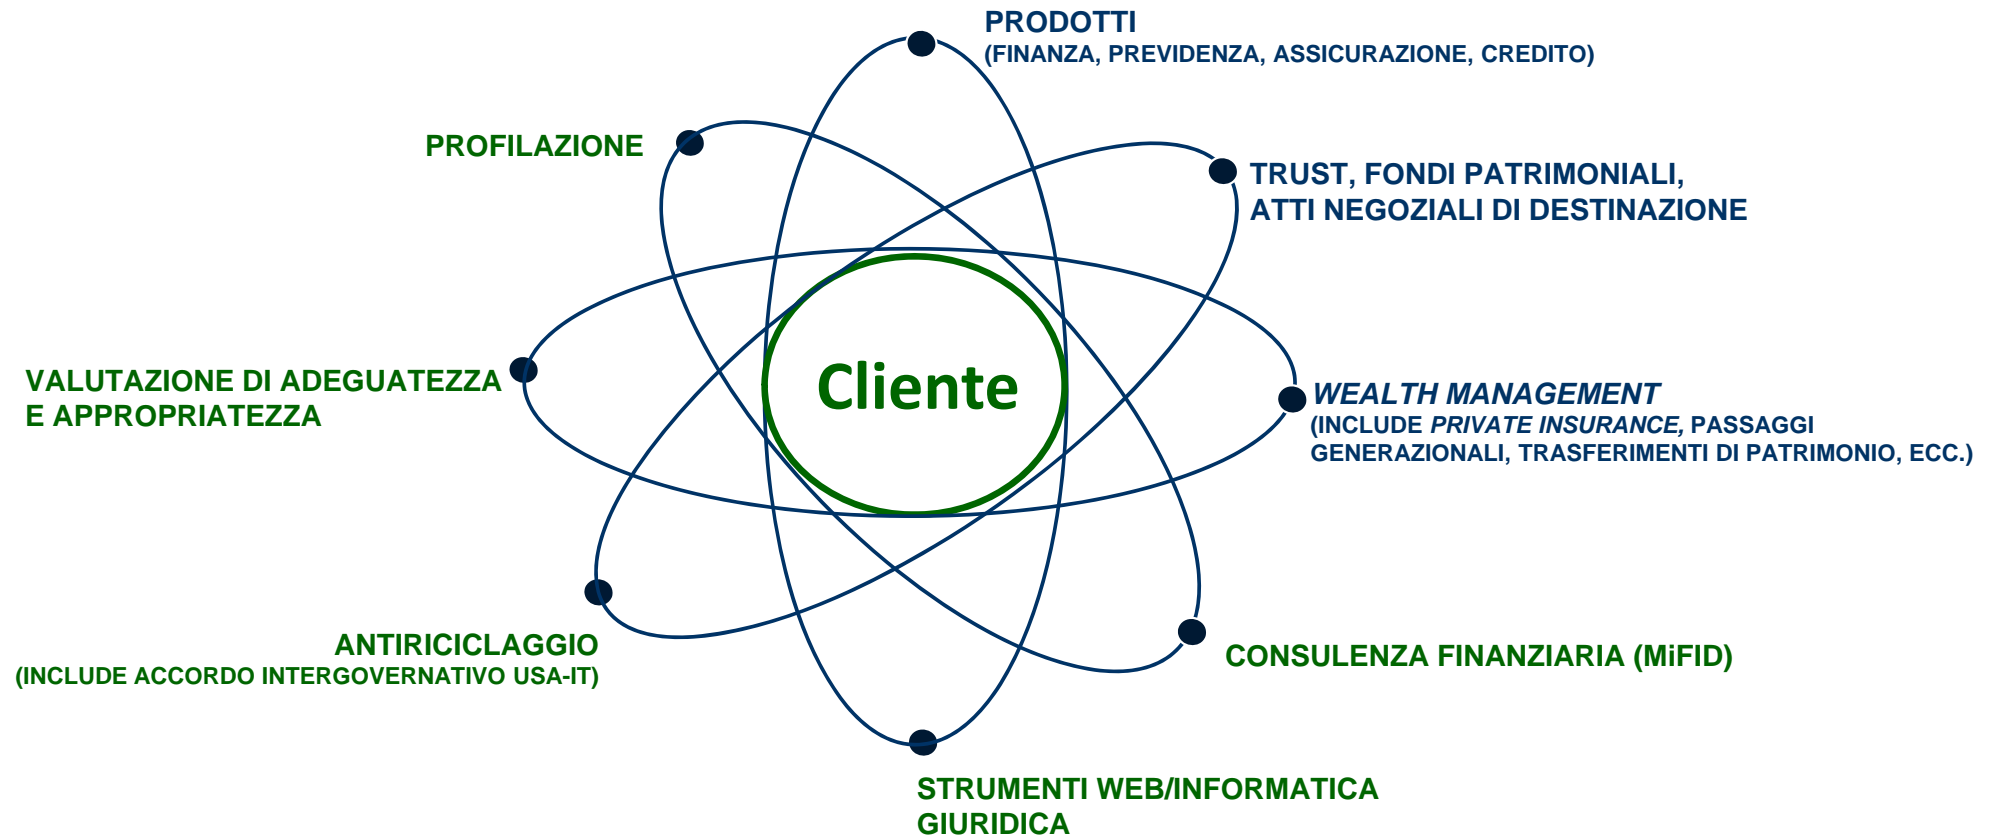 PRODOTTI
(FINANZA, PREVIDENZA, ASSICURAZIONE, CREDITO)
PROFILAZIONE
TRUST, FONDI PATRIMONIALI,
ATTI NEGOZIALI DI DESTINAZIONE
VALUTAZIONE DI ADEGUATEZZA
E APPROPRIATEZZA
Cliente
WEALTH MANAGEMENT
(INCLUDE PRIVATE INSURANCE, PASSAGGI
GENERAZIONALI, TRASFERIMENTI DI PATRIMONIO, ECC.)
ANTIRICICLAGGIO
(INCLUDE ACCORDO INTERGOVERNATIVO USA-IT)
CONSULENZA FINANZIARIA (MiFID)
STRUMENTI WEB/INFORMATICA
GIURIDICA